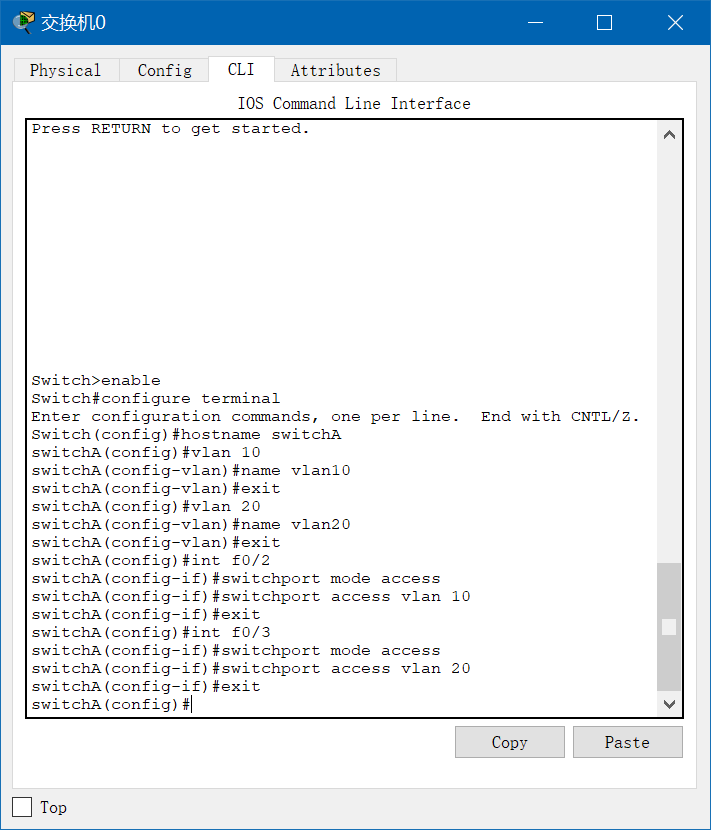 交换机0
Physical Config CLI Attributes
IOS Command Line Interface
Press RETURN to get started.
Switch>enable
Switch#configure terminal
Enter configuration commands, one per line.  End with CNTL/Z.
Switch(config)#hostname switchA
switchA(config)#vlan 10
switchA(config-vlan)#name vlan10
switchA(config-vlan)#exit
switchA(config)#vlan 20
switchA(config-vlan)#name vlan20
switchA(config-vlan)#exit
switchA(config)#int f0/2
switchA(config-if)#switchport mode access
switchA(config-if)#switchport access vlan 10
switchA(config-if)#exit
switchA(config)#int f0/3
switchA(config-if)#switchport mode access
switchA(config-if)#switchport access vlan 20
switchA(config-if)#exit
switchA(config)#
Copy Paste
Top